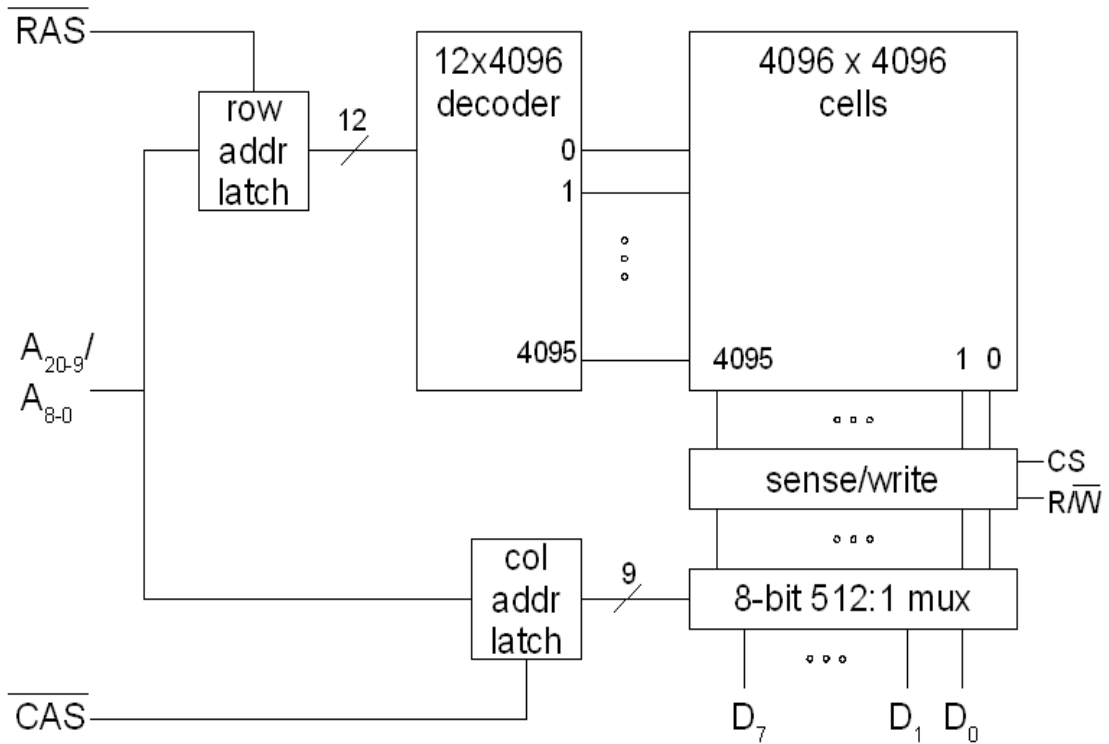 RAS
row
addr
latch
12
12x4096
decoder
0
1
4095
4096 x 4096
cells
4095 1 0
A20-9/
A8-0
sense/write
CS
R/W
col
addr
latch
9
8-bit 512:1 mux
CAS
D7 D1 D0